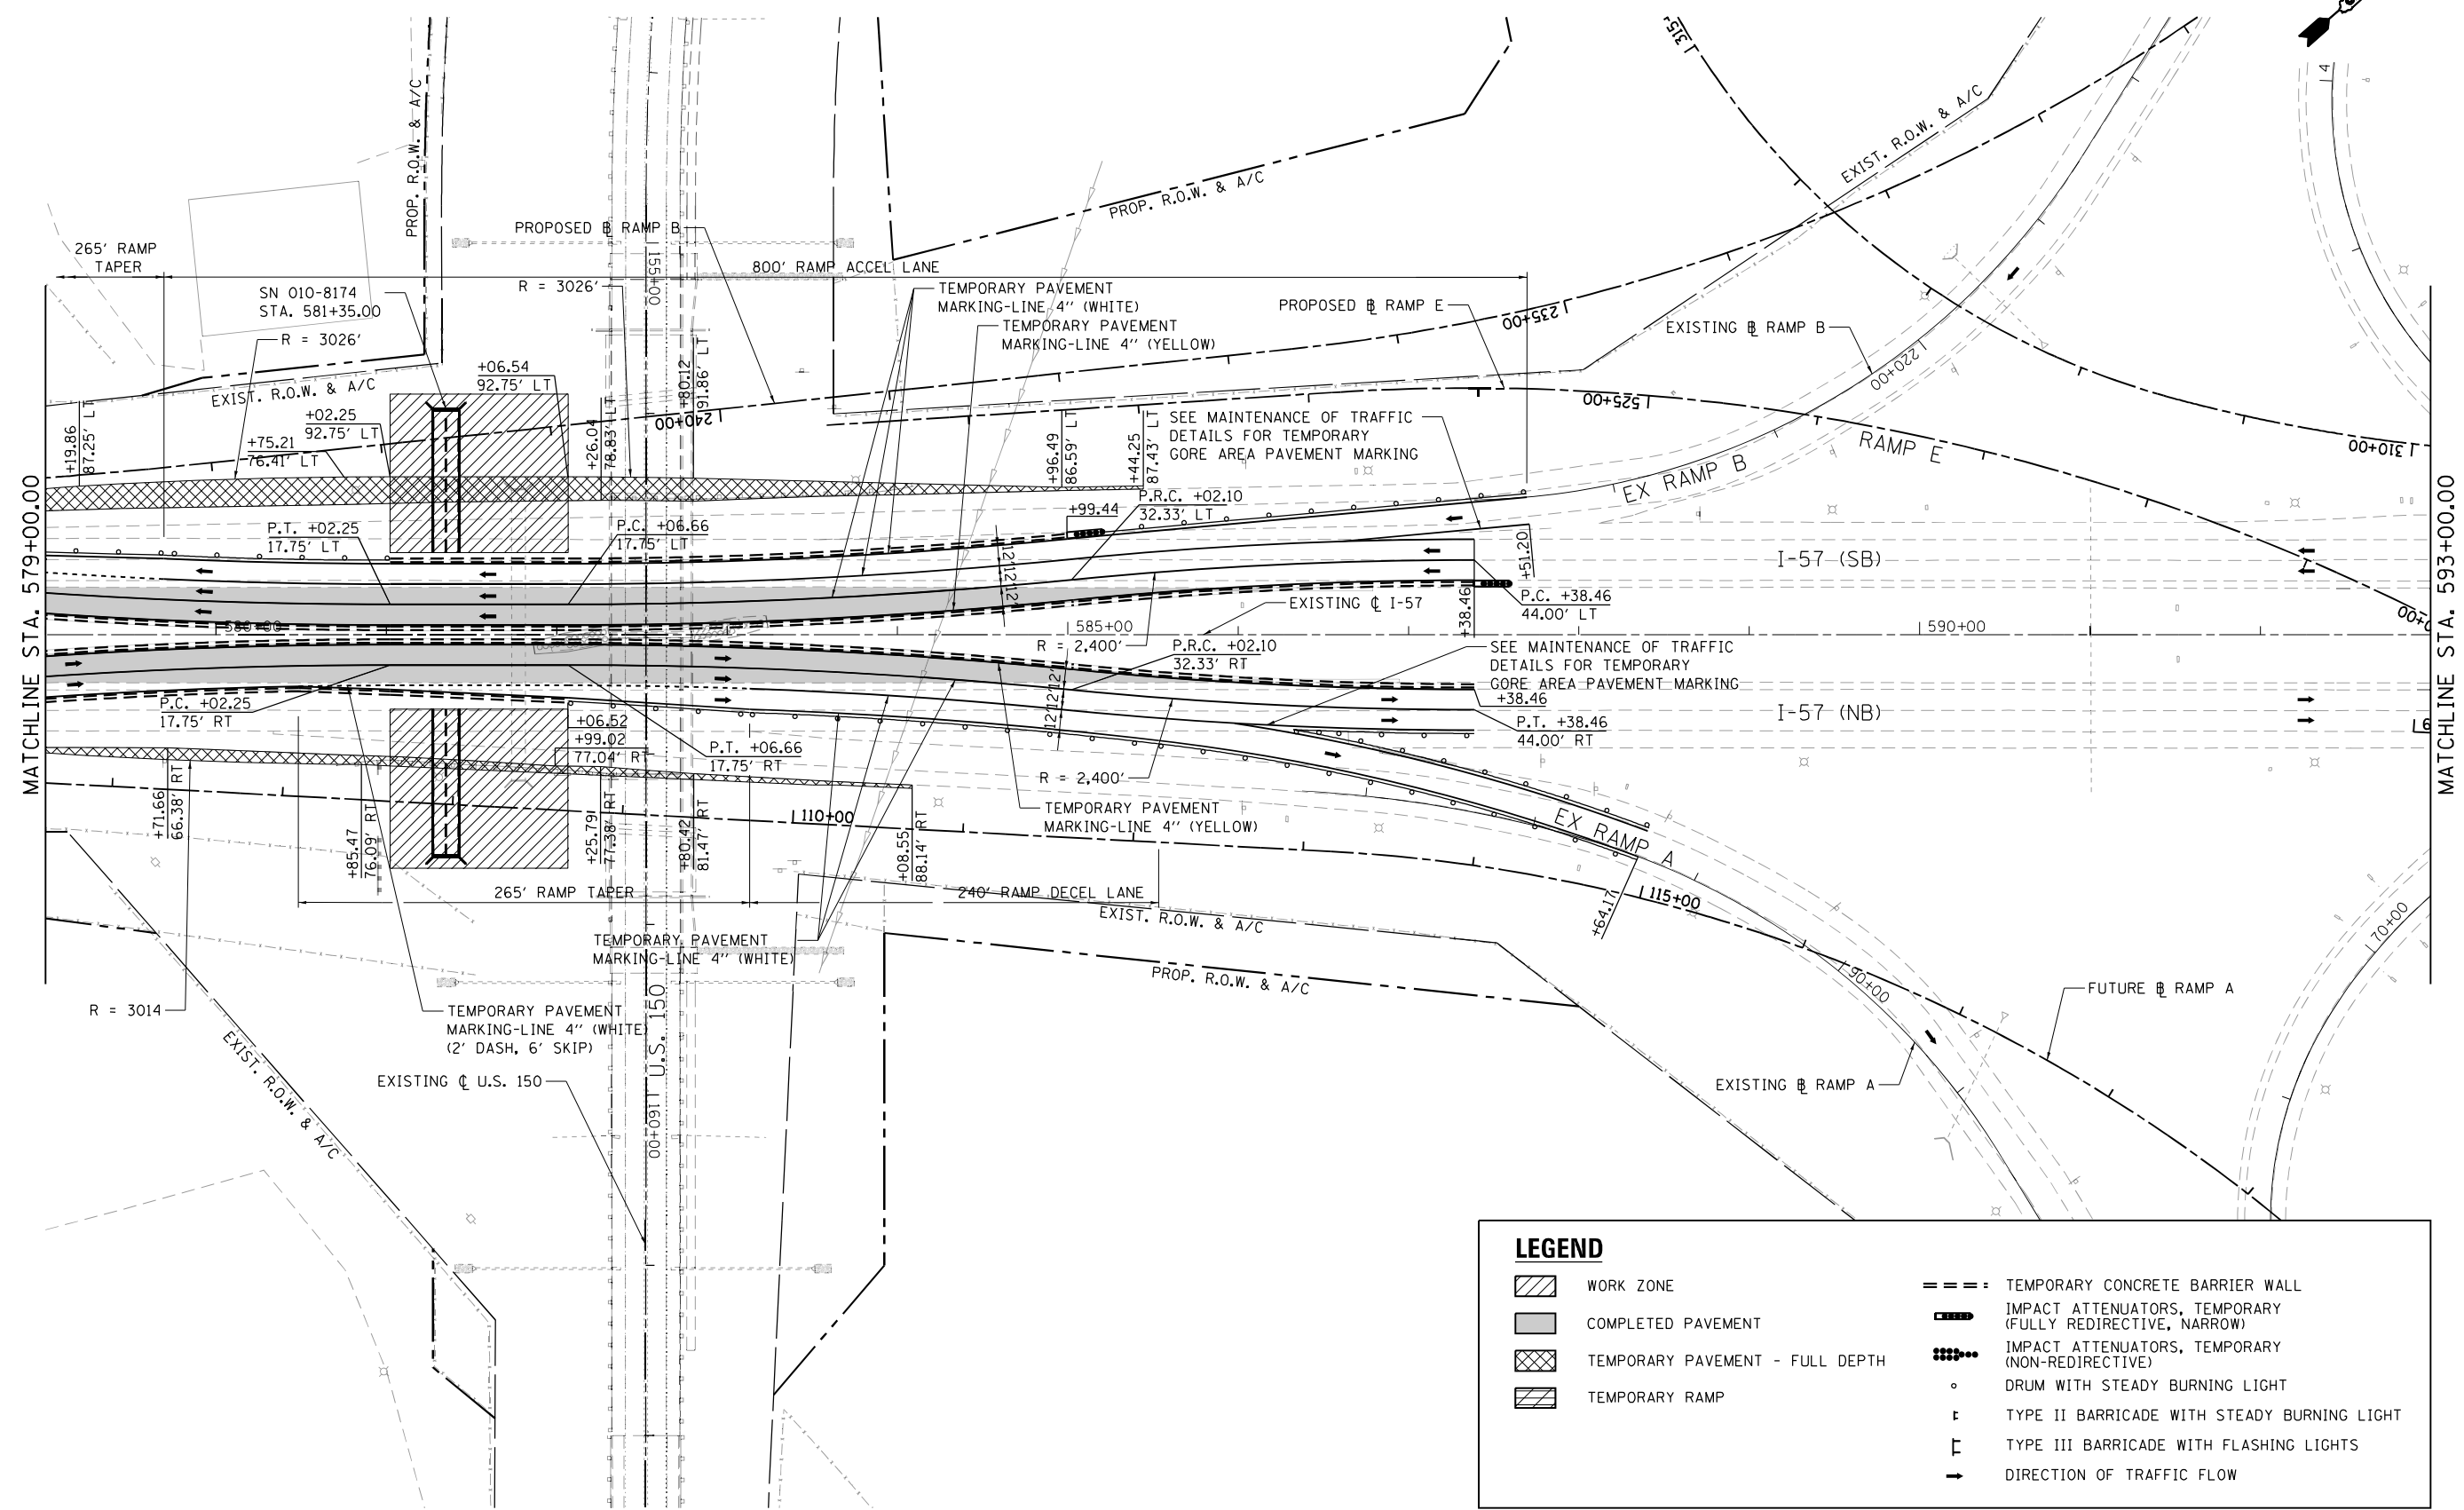 315
4
EXIST. R.O.W. & A/C
PROP. R.O.W. & A/C
PROP. R.O.W. & A/C
PROPOSED ℄ RAMP B
265' RAMP
TAPER
155+00
800' RAMP ACCEL LANE
R = 3026'
SN 010-8174
STA. 581+35.00
R = 3026'
TEMPORARY PAVEMENT
MARKING-LINE 4" (WHITE)
TEMPORARY PAVEMENT
MARKING-LINE 4" (YELLOW)
PROPOSED ℄ RAMP E
235+00
EXISTING ℄ RAMP B
220+00
+06.54
92.75' LT
EXIST. R.O.W. & A/C
+02.25
92.75' LT
+75.21
76.41' LT
+19.86
87.25' LT
+26.04
78.83' LT
+80.12
91.86' LT
240+00
+96.49
86.59' LT
+44.25
87.43' LT
SEE MAINTENANCE OF TRAFFIC
DETAILS FOR TEMPORARY
GORE AREA PAVEMENT MARKING
525+00
RAMP E
310+00
EX RAMP B
MATCHLINE STA. 579+00.00
MATCHLINE STA. 593+00.00
P.T. +02.25
17.75' LT
P.C. +06.66
17.75' LT
+99.44
P.R.C. +02.10
32.33' LT
12'
12'
12'
+51.20
I-57 (SB)
EXISTING ℄ I-57
+38.46
P.C. +38.46
44.00' LT
+00
580+00
585+00
590+00
R = 2,400'
P.R.C. +02.10
32.33' RT
SEE MAINTENANCE OF TRAFFIC
DETAILS FOR TEMPORARY
GORE AREA PAVEMENT MARKING
+38.46
12'
12'
12'
P.C. +02.25
17.75' RT
+06.52
+99.02
77.04' RT
P.T. +06.66
17.75' RT
P.T. +38.46
44.00' RT
I-57 (NB)
6
R = 2,400'
+71.66
66.38' RT
+85.47
76.09' RT
+25.79
77.38' RT
+80.42
81.47' RT
110+00
+08.55
88.14' RT
TEMPORARY PAVEMENT
MARKING-LINE 4" (YELLOW)
EX RAMP A
265' RAMP TAPER
240' RAMP DECEL LANE
EXIST. R.O.W. & A/C
+64.17
115+00
70+00
TEMPORARY PAVEMENT
MARKING-LINE 4" (WHITE)
PROP. R.O.W. & A/C
90+00
FUTURE ℄ RAMP A
R = 3014
TEMPORARY PAVEMENT
MARKING-LINE 4" (WHITE)
(2' DASH, 6' SKIP)
EXIST. R.O.W. & A/C
U.S. 150
EXISTING ℄ U.S. 150
160+00
EXISTING ℄ RAMP A
LEGEND
WORK ZONE
COMPLETED PAVEMENT
TEMPORARY PAVEMENT - FULL DEPTH
TEMPORARY RAMP
TEMPORARY CONCRETE BARRIER WALL
IMPACT ATTENUATORS, TEMPORARY
(FULLY REDIRECTIVE, NARROW)
IMPACT ATTENUATORS, TEMPORARY
(NON-REDIRECTIVE)
DRUM WITH STEADY BURNING LIGHT
TYPE II BARRICADE WITH STEADY BURNING LIGHT
TYPE III BARRICADE WITH FLASHING LIGHTS
DIRECTION OF TRAFFIC FLOW